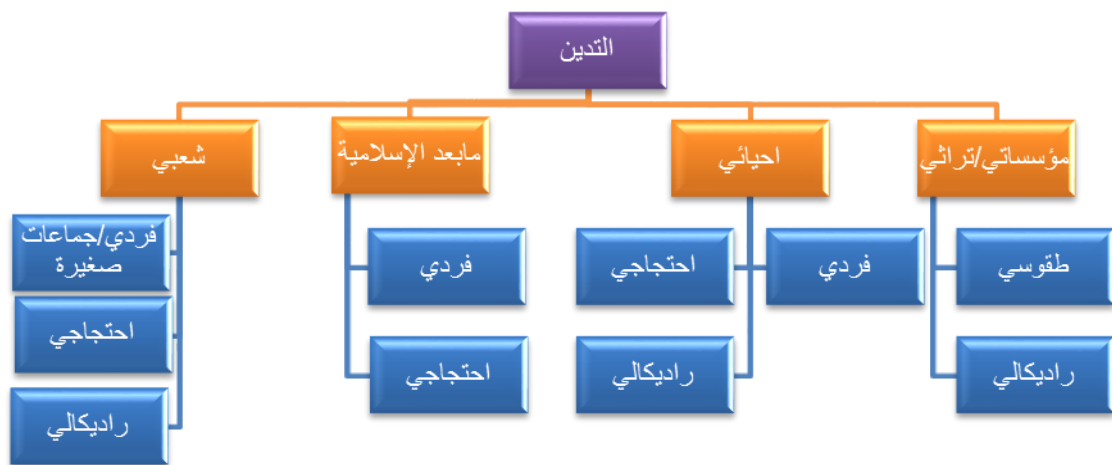 التدين
مؤسساتي/تراثي
احيائي
مابعد الإسلامية
شعبي
طقوسي
راديكالي
فردي
احتجاجي
راديكالي
فردي
احتجاجي
فردي/جماعات
صغيرة
احتجاجي
راديكالي